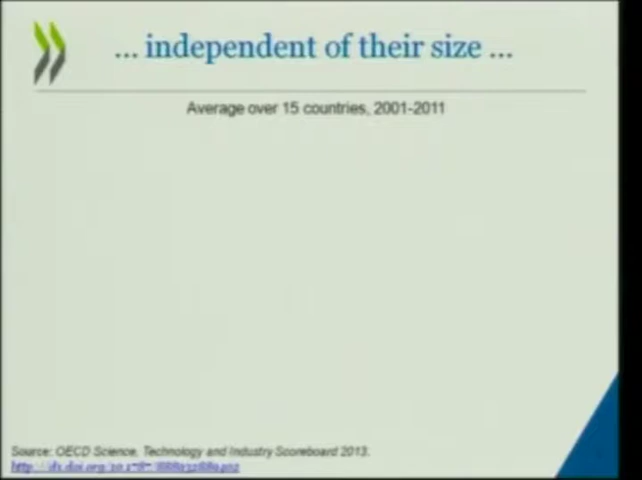 ... independent of their size ...
Average over 15 countries, 2001-2011
Source: OECD Science, Technology and Industry Scoreboard 2013.